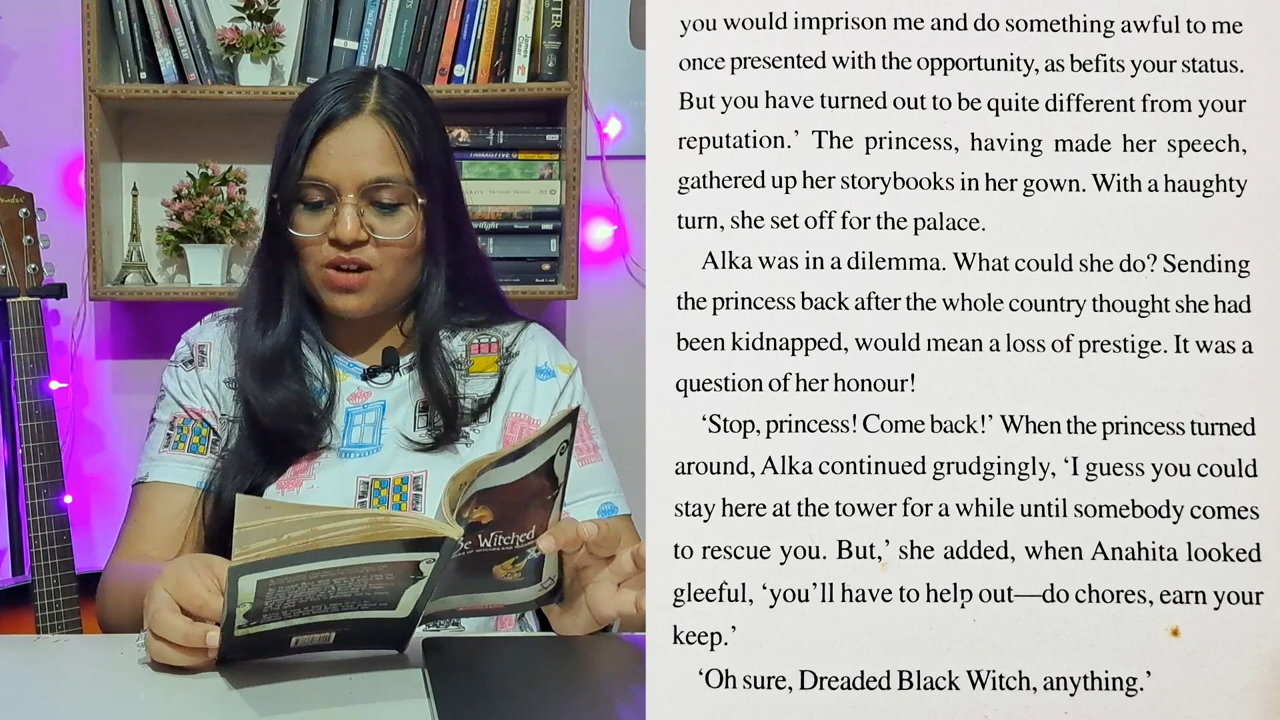 TTER
James
Clear
Twilight
Be Witched
you would imprison me and do something awful to me
once presented with the opportunity, as befits your status.
But you have turned out to be quite different from your
reputation.’ The princess, having made her speech,
gathered up her storybooks in her gown. With a haughty
turn, she set off for the palace.
Alka was in a dilemma. What could she do? Sending
the princess back after the whole country thought she had
been kidnapped, would mean a loss of prestige. It was a
question of her honour!
‘Stop, princess! Come back!’ When the princess turned
around, Alka continued grudgingly, ‘I guess you could
stay here at the tower for a while until somebody comes
to rescue you. But,’ she added, when Anahita looked
gleeful, ‘you’ll have to help out—do chores, earn your
keep.’
‘Oh sure, Dreaded Black Witch, anything.’